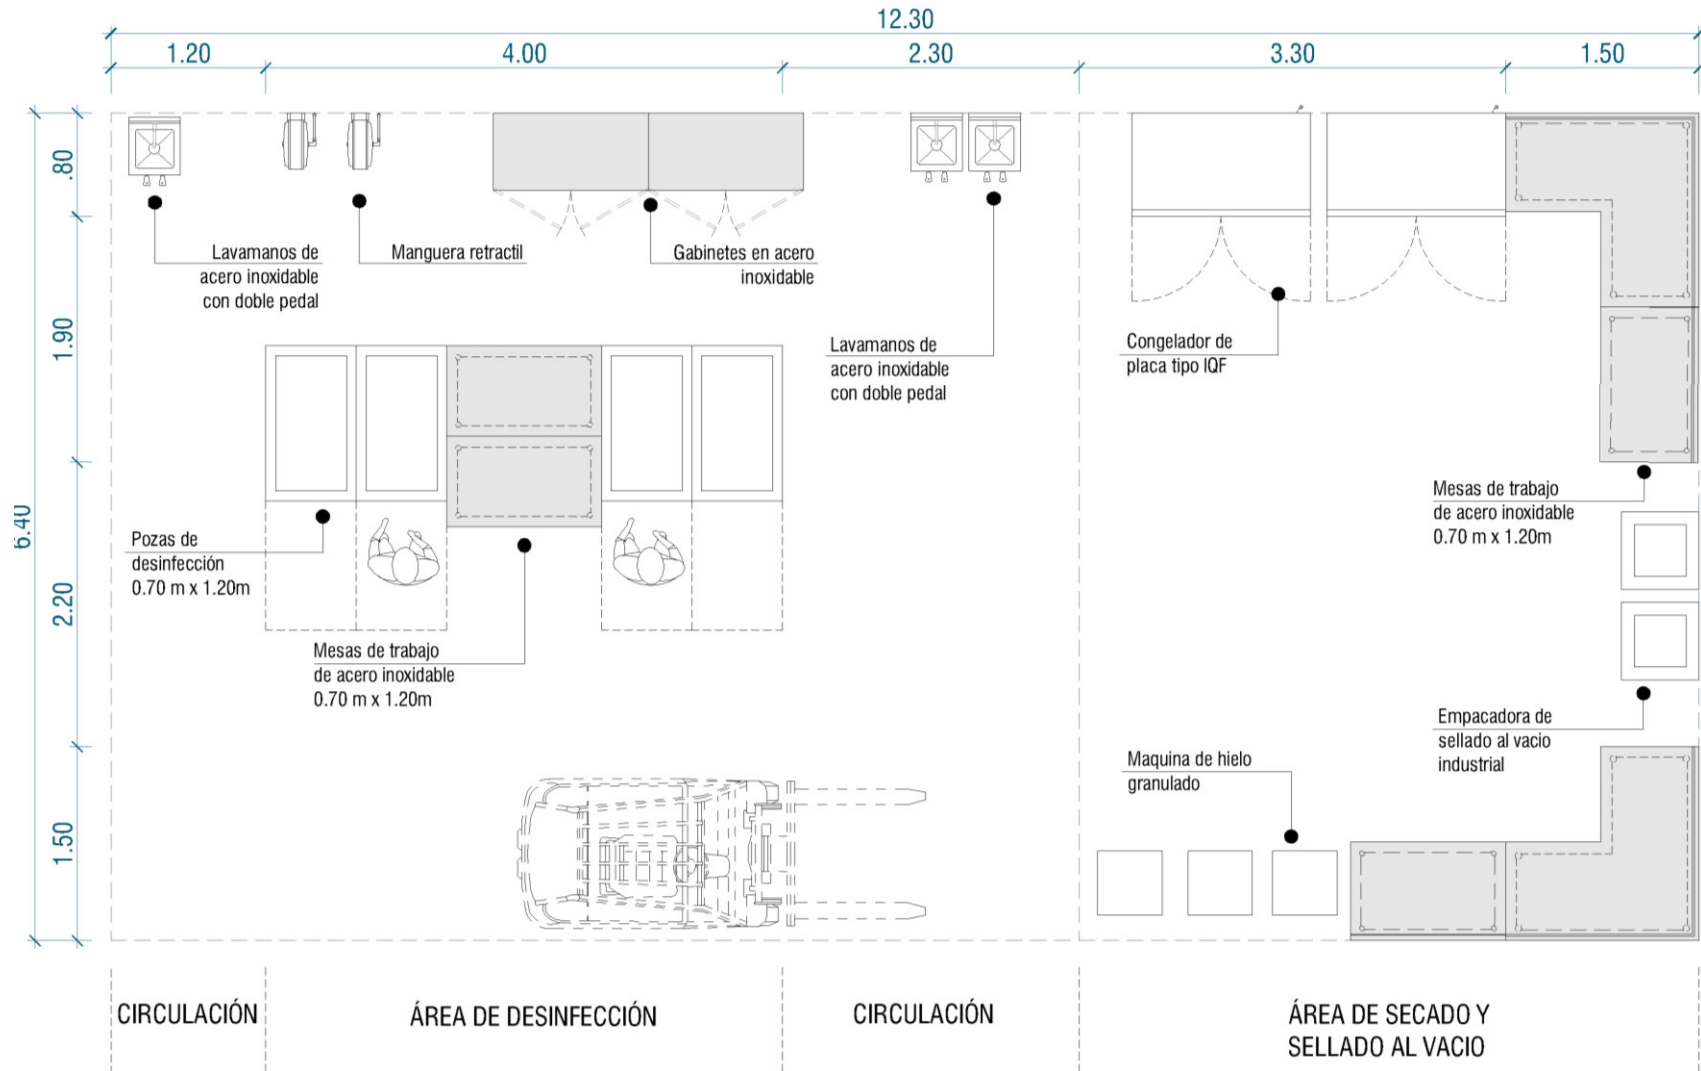 12.30
1.20
4.00
2.30
3.30
1.50
.80
1.90
6.40
2.20
1.50
Lavamanos de
acero inoxidable
con doble pedal
Manguera retractil
Gabinetes en acero
inoxidable
Lavamanos de
acero inoxidable
con doble pedal
Congelador de
placa tipo IQF
Mesas de trabajo
de acero inoxidable
0.70 m x 1.20m
Pozas de
desinfección
0.70 m x 1.20m
Mesas de trabajo
de acero inoxidable
0.70 m x 1.20m
Empacadora de
sellado al vacio
industrial
Maquina de hielo
granulado
CIRCULACIÓN
ÁREA DE DESINFECCIÓN
CIRCULACIÓN
ÁREA DE SECADO Y
SELLADO AL VACIO